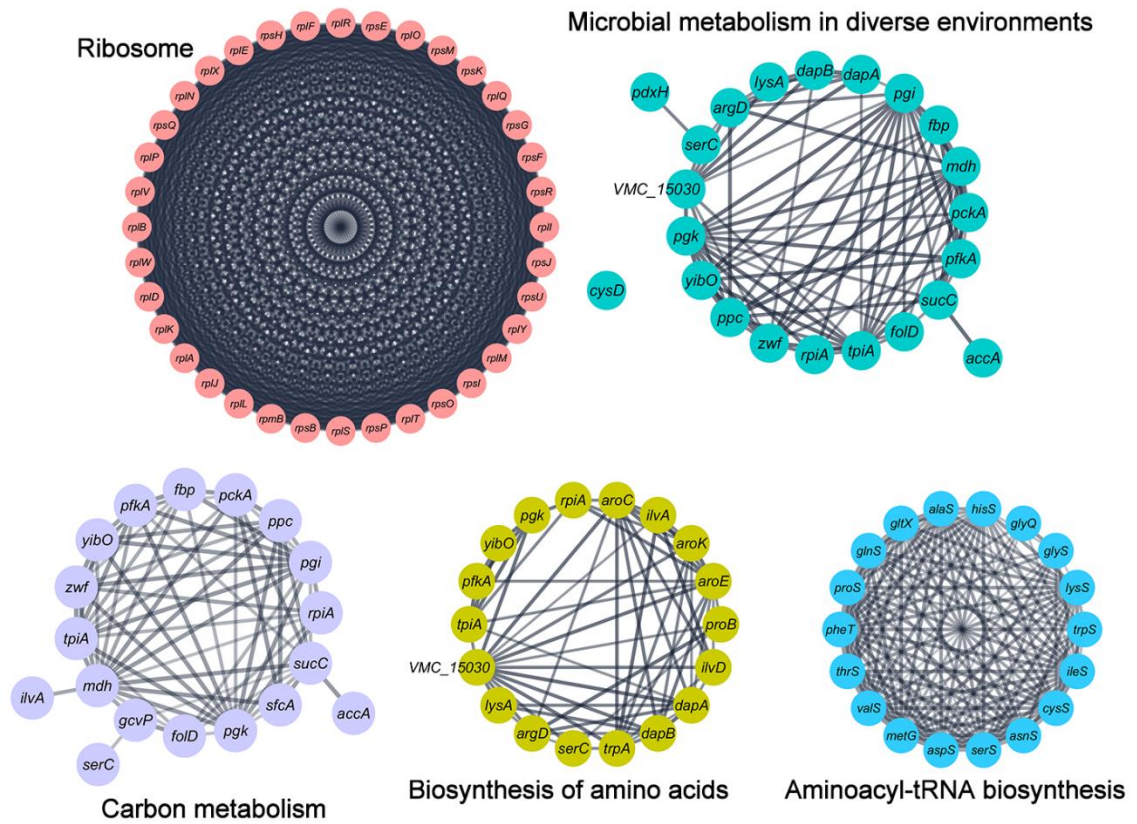 Ribosome
rplR
rpsE
rplO
rpsM
rpsK
rplQ
rpsG
rpsF
rpsR
rplI
rpsJ
rpsU
rplY
rplM
rpsI
rpsO
rplT
rpsP
rplS
rpsB
rpmB
rplL
rplJ
rplA
rplK
rplD
rplW
rplB
rplV
rplP
rpsQ
rplN
rplX
rplE
rpsH
rplF
Microbial metabolism in diverse environments
dapB
dapA
pgi
fbp
mdh
pckA
pfkA
sucC
accA
folD
tpiA
rpiA
zwf
ppc
yibO
pgk
VMC_15030
serC
pdxH
argD
lysA
cysD
fbp
pckA
ppc
pgi
rpiA
sucC
accA
sfcA
pgk
folD
gcvP
serC
mdh
ilvA
tpiA
zwf
yibO
pfkA
Carbon metabolism
rpiA
aroC
ilvA
aroK
aroE
proB
ilvD
dapA
dapB
trpA
serC
argD
lysA
VMC_15030
tpiA
pfkA
yibO
pgk
Biosynthesis of amino acids
alaS
hisS
glyQ
glyS
lysS
trpS
ileS
cysS
asnS
serS
aspS
metG
valS
thrS
pheT
proS
glnS
gltX
Aminoacyl-tRNA biosynthesis